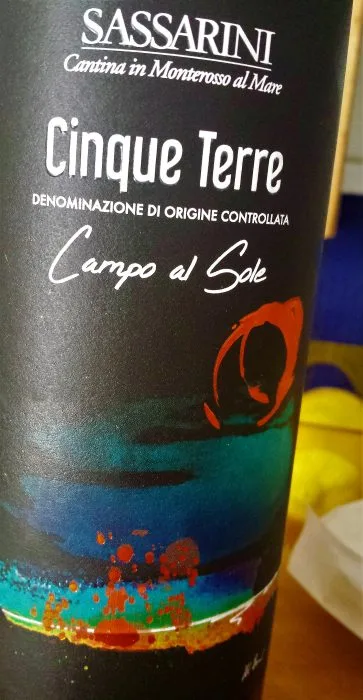 SASSARINI
Cantina in Monterosso al Mare
Cinque Terre
DENOMINAZIONE DI ORIGINE CONTROLLATA
Campo al Sole